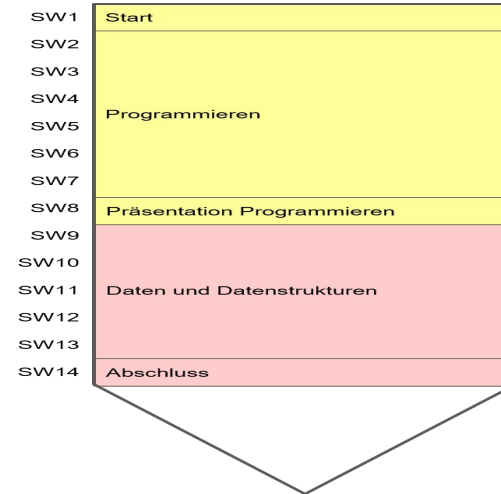 SW1 Start
SW2
SW3
SW4
Programmieren
SW5
SW6
SW7
SW8 Präsentation Programmieren
SW9
SW10
SW11 Daten und Datenstrukturen
SW12
SW13
SW14 Abschluss